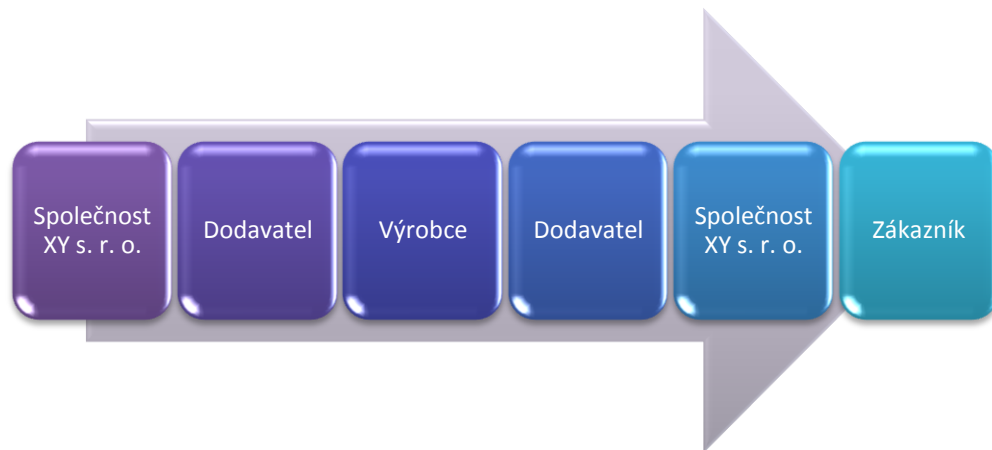 Společnost
XY s. r. o.
Dodavatel
Výrobce
Dodavatel
Společnost
XY s. r. o.
Zákazník